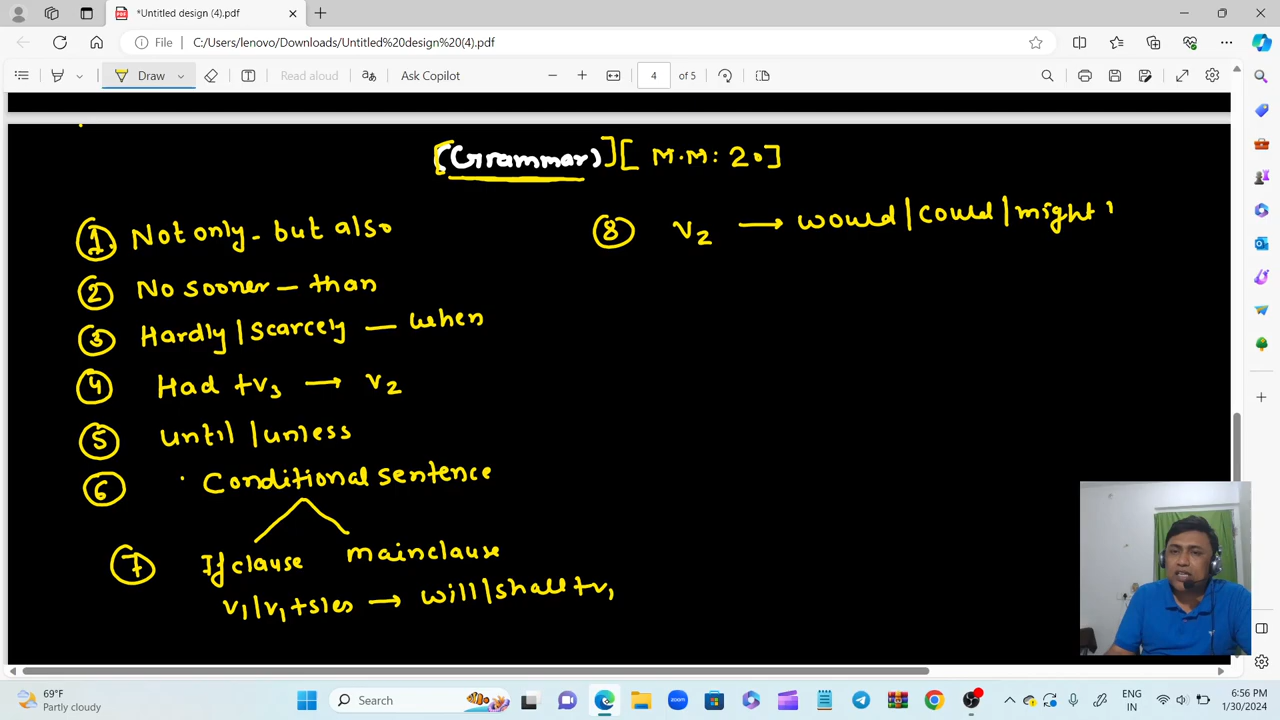 *Untitled design (4).pdf
File C:/Users/lenovo/Downloads/Untitled%20design%20(4).pdf
Draw Read aloud Ask Copilot 4 of 5
[(Grammar)] [M.M: 20]
1 Not only - but also
2 No sooner - than
3 Hardly | scarcely - when
4 Had +v3 → v2
5 until | unless
6 Conditional sentence
7 If clause main clause
v1|v1+s|es → will|shall+v1
8 v2 → would|could|might
69°F
Partly cloudy
Search
ENG
IN
6:56 PM
1/30/2024